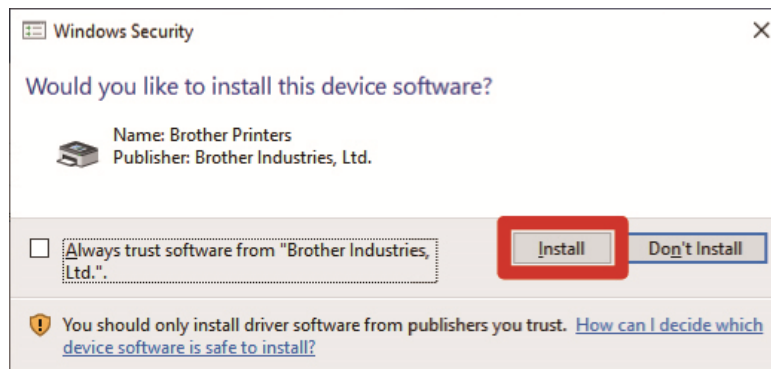 Windows Security
Would you like to install this device software?
Name: Brother Printers
Publisher: Brother Industries, Ltd.
Always trust software from "Brother Industries,
Ltd.".
Install
Don't Install
You should only install driver software from publishers you trust. How can I decide which
device software is safe to install?